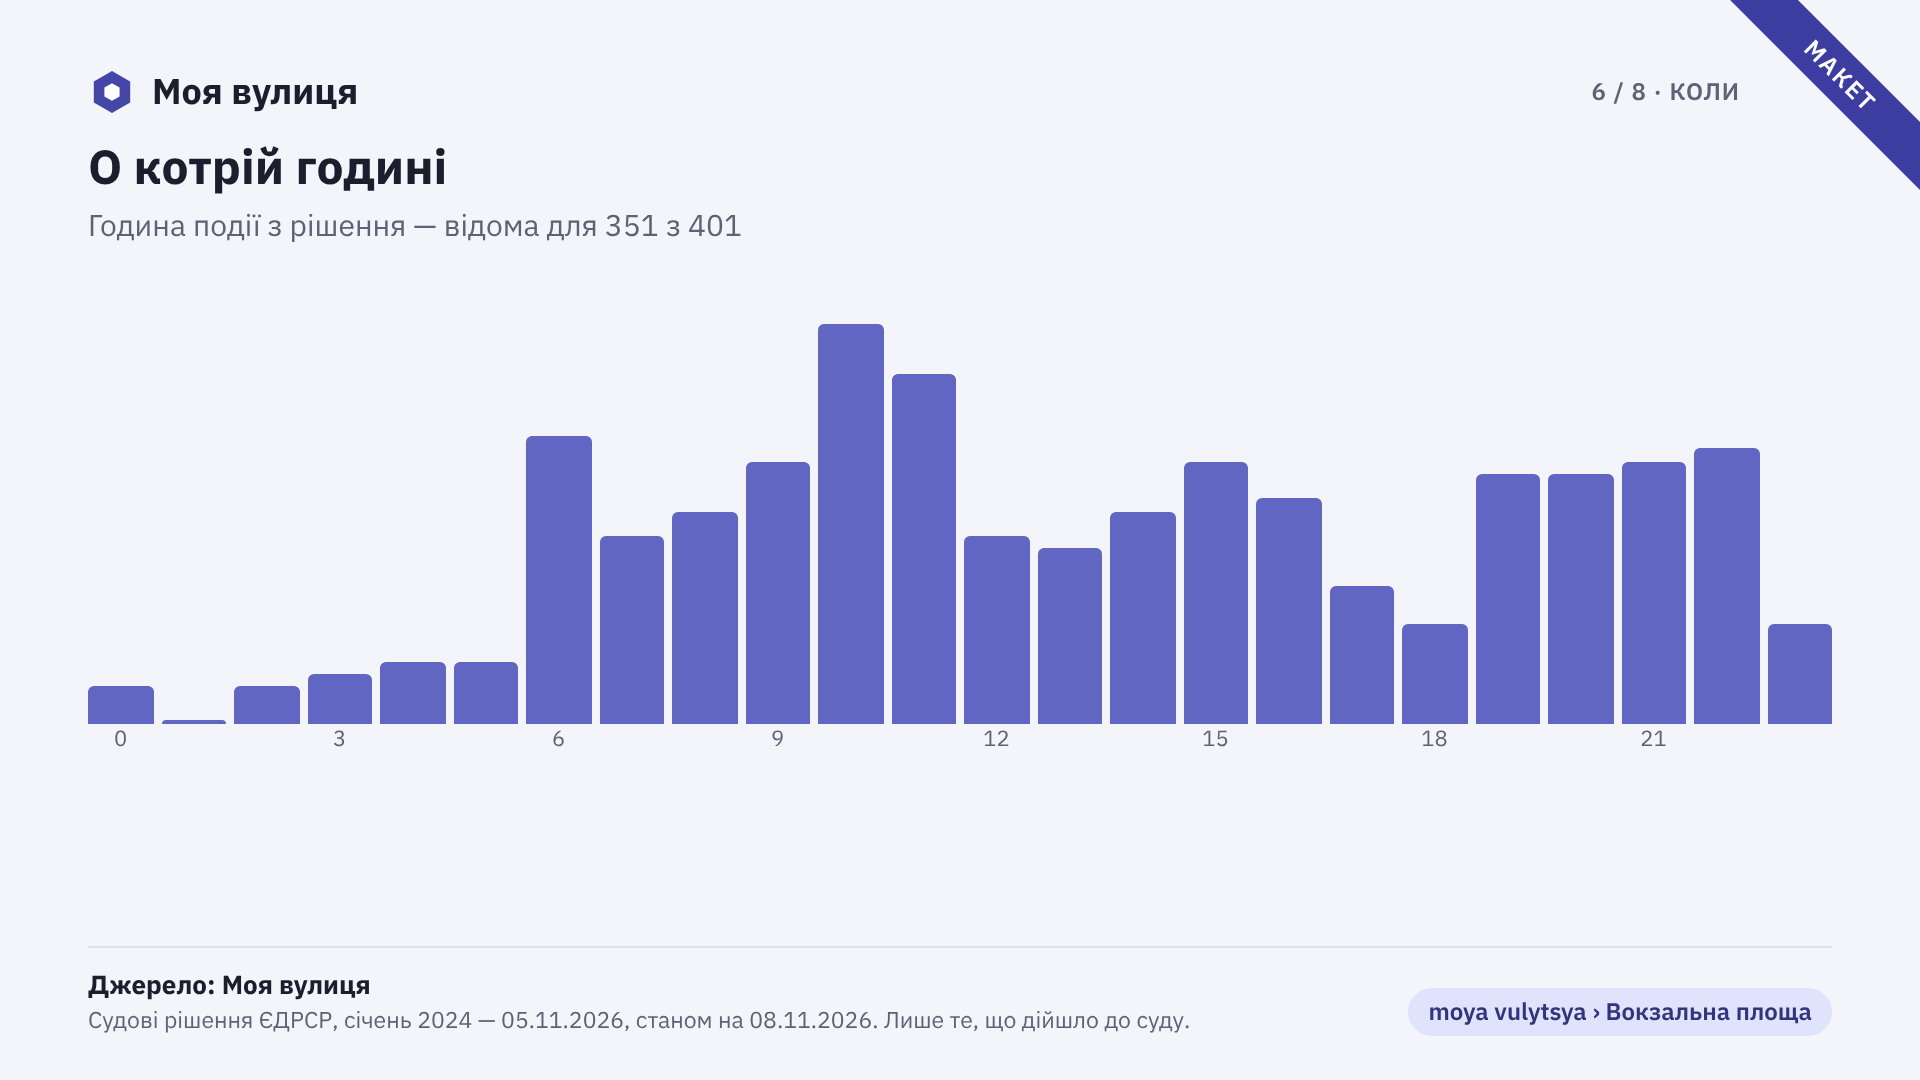 Моя вулиця
6 / 8 · КОЛИ
МАКЕТ
О котрій годині
Година події з рішення — відома для 351 з 401
0 3 6 9 12 15 18 21
Джерело: Моя вулиця
Судові рішення ЄДРСР, січень 2024 — 05.11.2026, станом на 08.11.2026. Лише те, що дійшло до суду.
moya vulytsya › Вокзальна площа